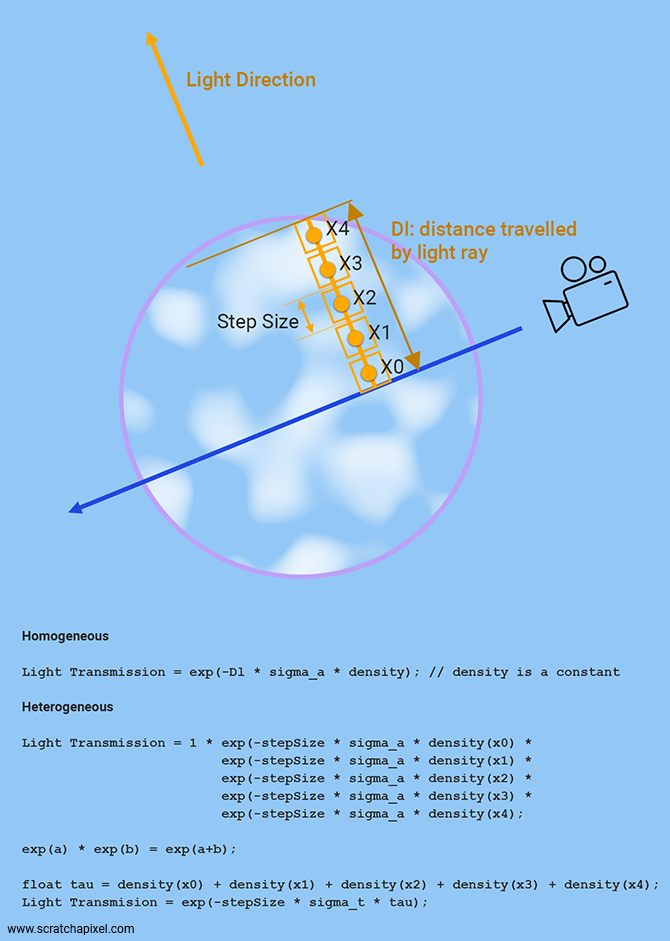 Light Direction
X4
Dl: distance travelled
by light ray
X3
X2
Step Size
X1
X0
Homogeneous
Light Transmission = exp(-Dl * sigma_a * density); // density is a constant
Heterogeneous
Light Transmission = 1 * exp(-stepSize * sigma_a * density(x0) *
exp(-stepSize * sigma_a * density(x1) *
exp(-stepSize * sigma_a * density(x2) *
exp(-stepSize * sigma_a * density(x3) *
exp(-stepSize * sigma_a * density(x4);
exp(a) * exp(b) = exp(a+b);
float tau = density(x0) + density(x1) + density(x2) + density(x3) + density(x4);
Light Transmision = exp(-stepSize * sigma_t * tau);
www.scratchapixel.com